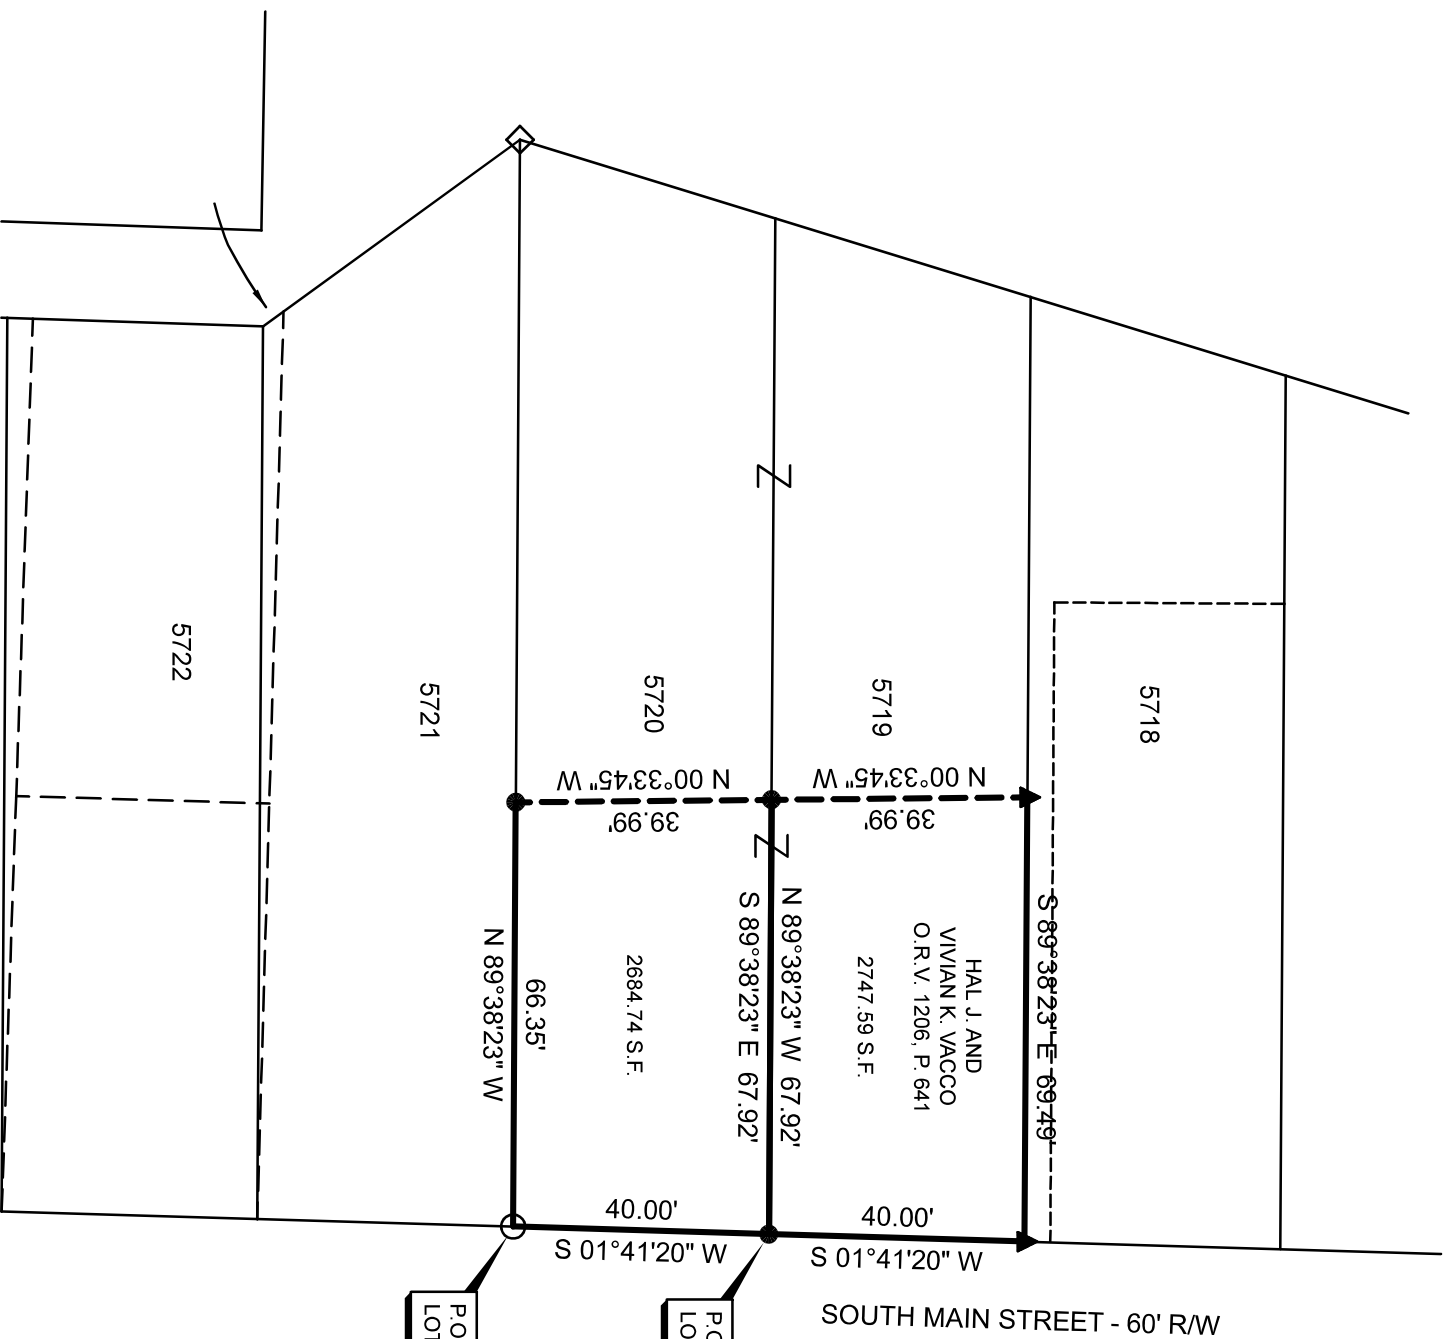 5722
5721
5720
5719
5718
N 00°33'45" W
39.99'
N 00°33'45" W
39.99'
N 89°38'23" W
66.35'
2684.74 S.F.
S 89°38'23" E 67.92'
N 89°38'23" W 67.92'
2747.59 S.F.
HAL J. AND
VIVIAN K. VACCO
O.R.V. 1206, P. 641
S 89°38'23" E 69.49'
40.00'
S 01°41'20" W
40.00'
S 01°41'20" W
SOUTH MAIN STREET - 60' R/W